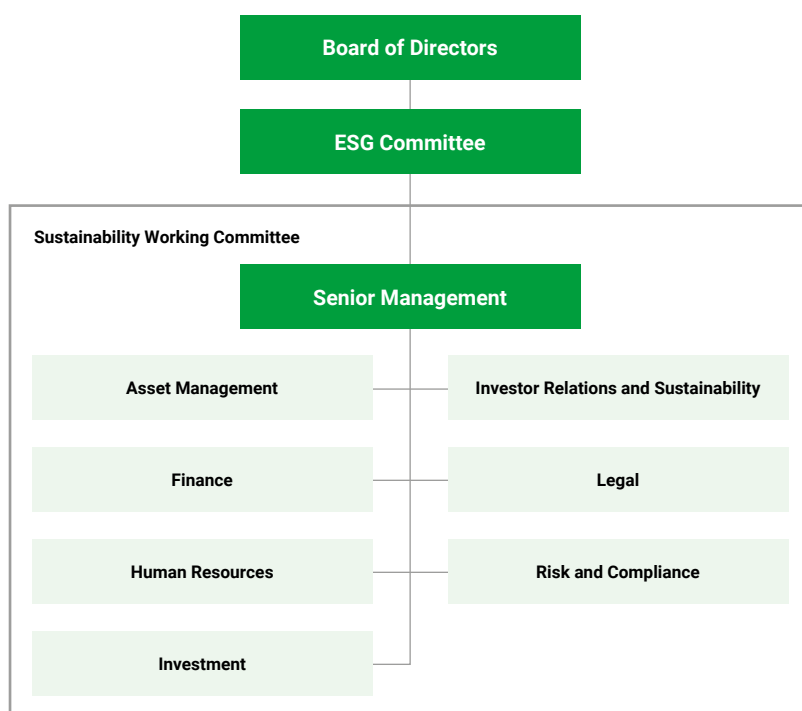 Board of Directors
ESG Committee
Sustainability Working Committee
Senior Management
Asset Management
Investor Relations and Sustainability
Finance
Legal
Human Resources
Risk and Compliance
Investment